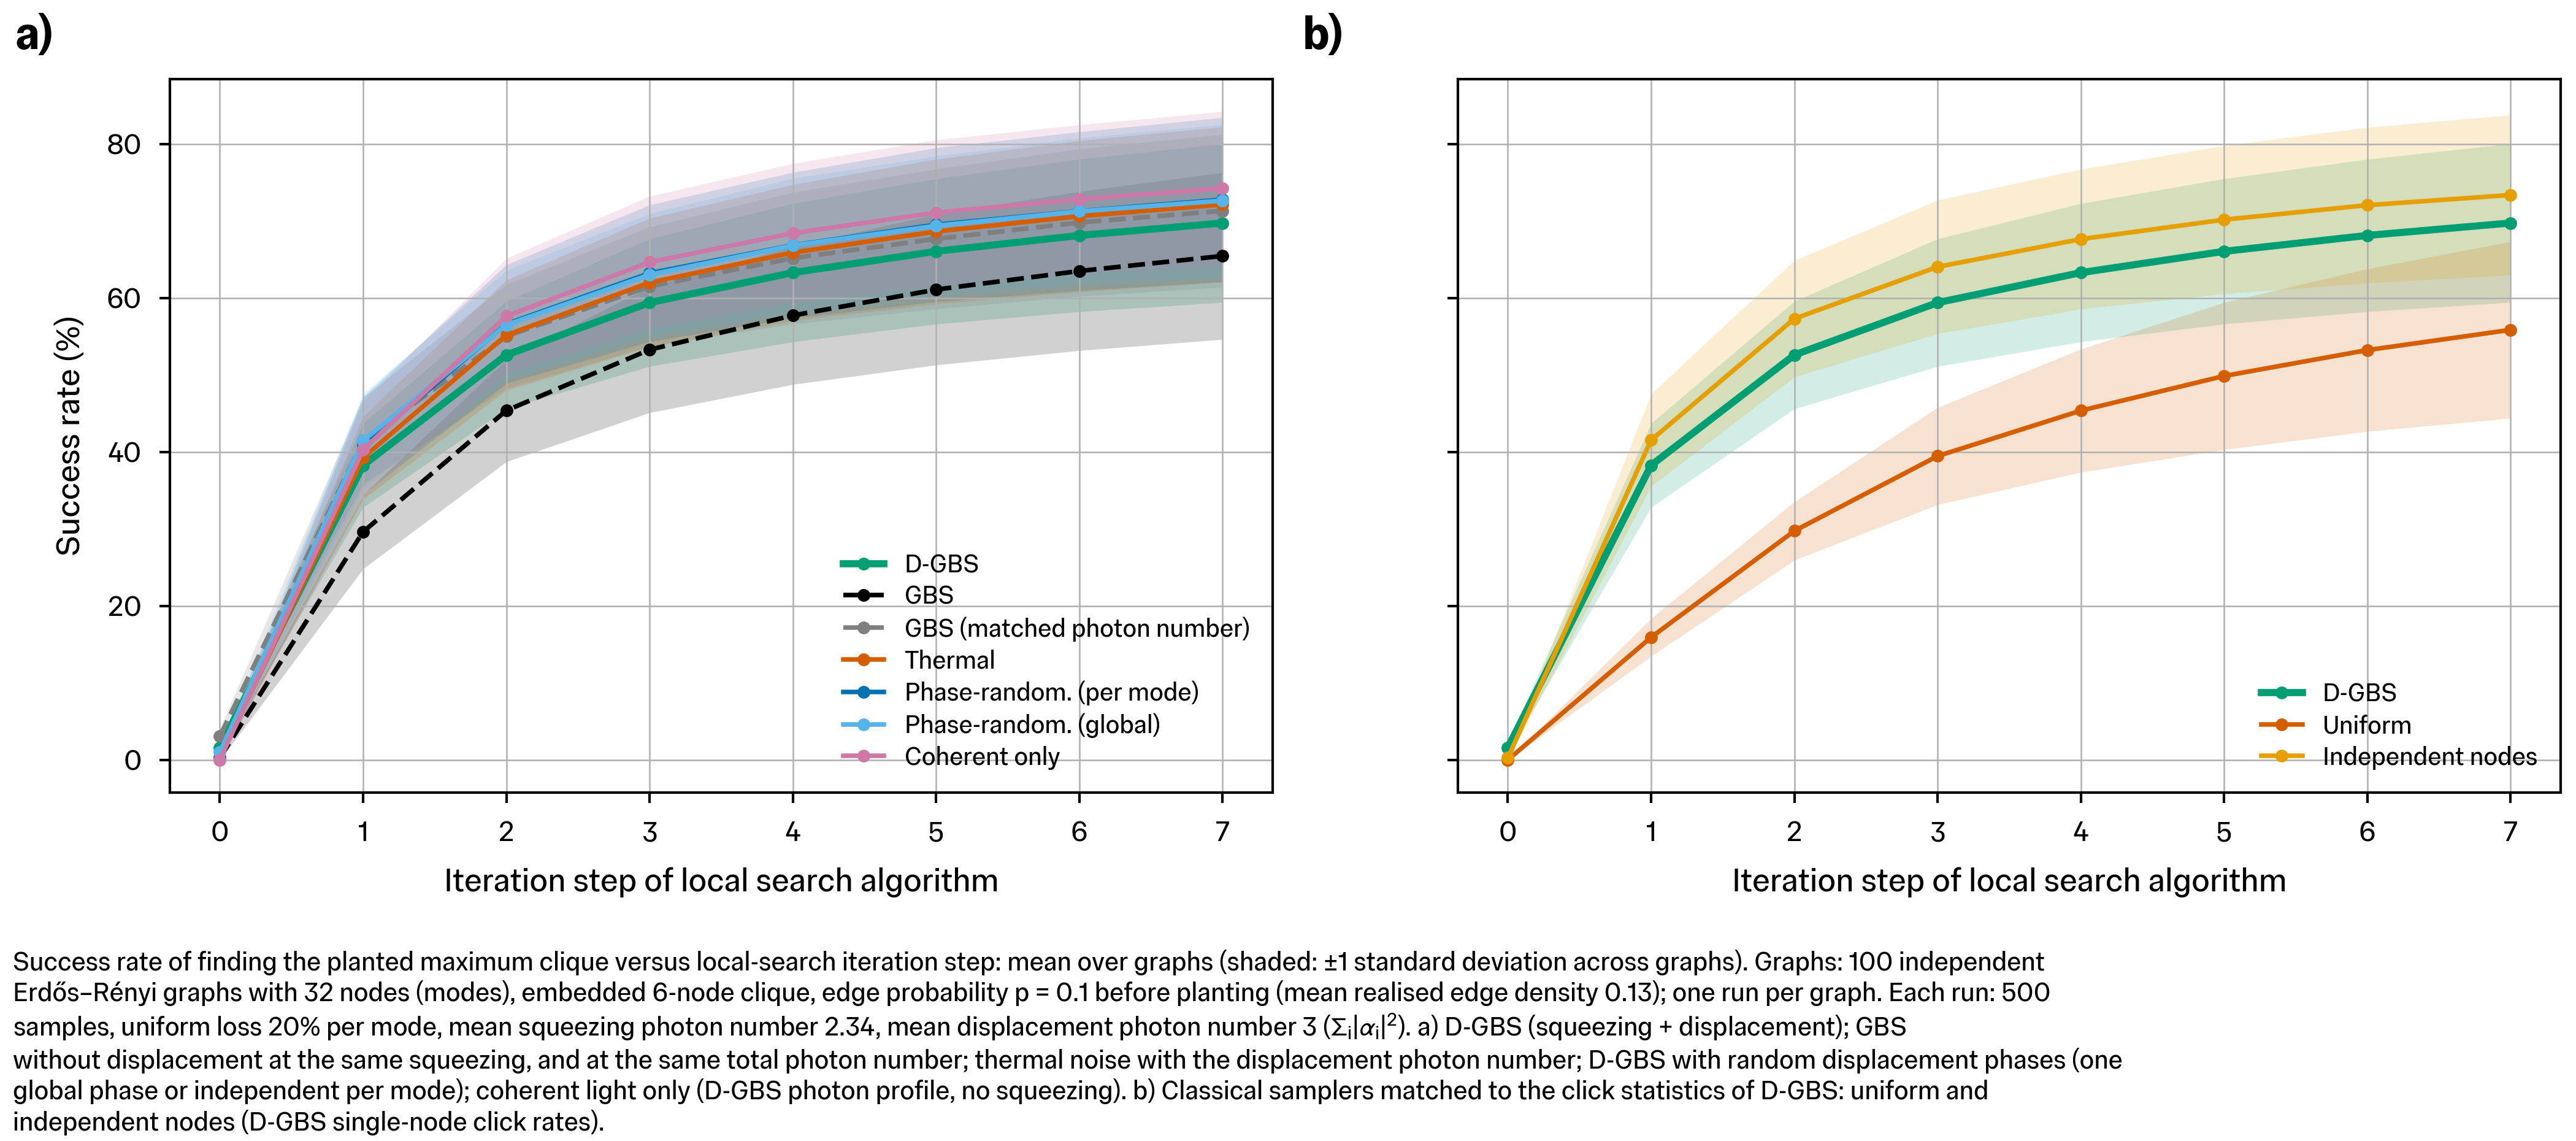 a)
80
60
40
20
0
Success rate (%)
D-GBS
GBS
GBS (matched photon number)
Thermal
Phase-random. (per mode)
Phase-random. (global)
Coherent only
0 1 2 3 4 5 6 7
Iteration step of local search algorithm
b)
D-GBS
Uniform
Independent nodes
0 1 2 3 4 5 6 7
Iteration step of local search algorithm
Success rate of finding the planted maximum clique versus local-search iteration step: mean over graphs (shaded: ±1 standard deviation across graphs). Graphs: 100 independent
Erdős–Rényi graphs with 32 nodes (modes), embedded 6-node clique, edge probability p = 0.1 before planting (mean realised edge density 0.13); one run per graph. Each run: 500
samples, uniform loss 20% per mode, mean squeezing photon number 2.34, mean displacement photon number 3 (Σᵢ|αᵢ|²). a) D-GBS (squeezing + displacement); GBS
without displacement at the same squeezing, and at the same total photon number; thermal noise with the displacement photon number; D-GBS with random displacement phases (one
global phase or independent per mode); coherent light only (D-GBS photon profile, no squeezing). b) Classical samplers matched to the click statistics of D-GBS: uniform and
independent nodes (D-GBS single-node click rates).